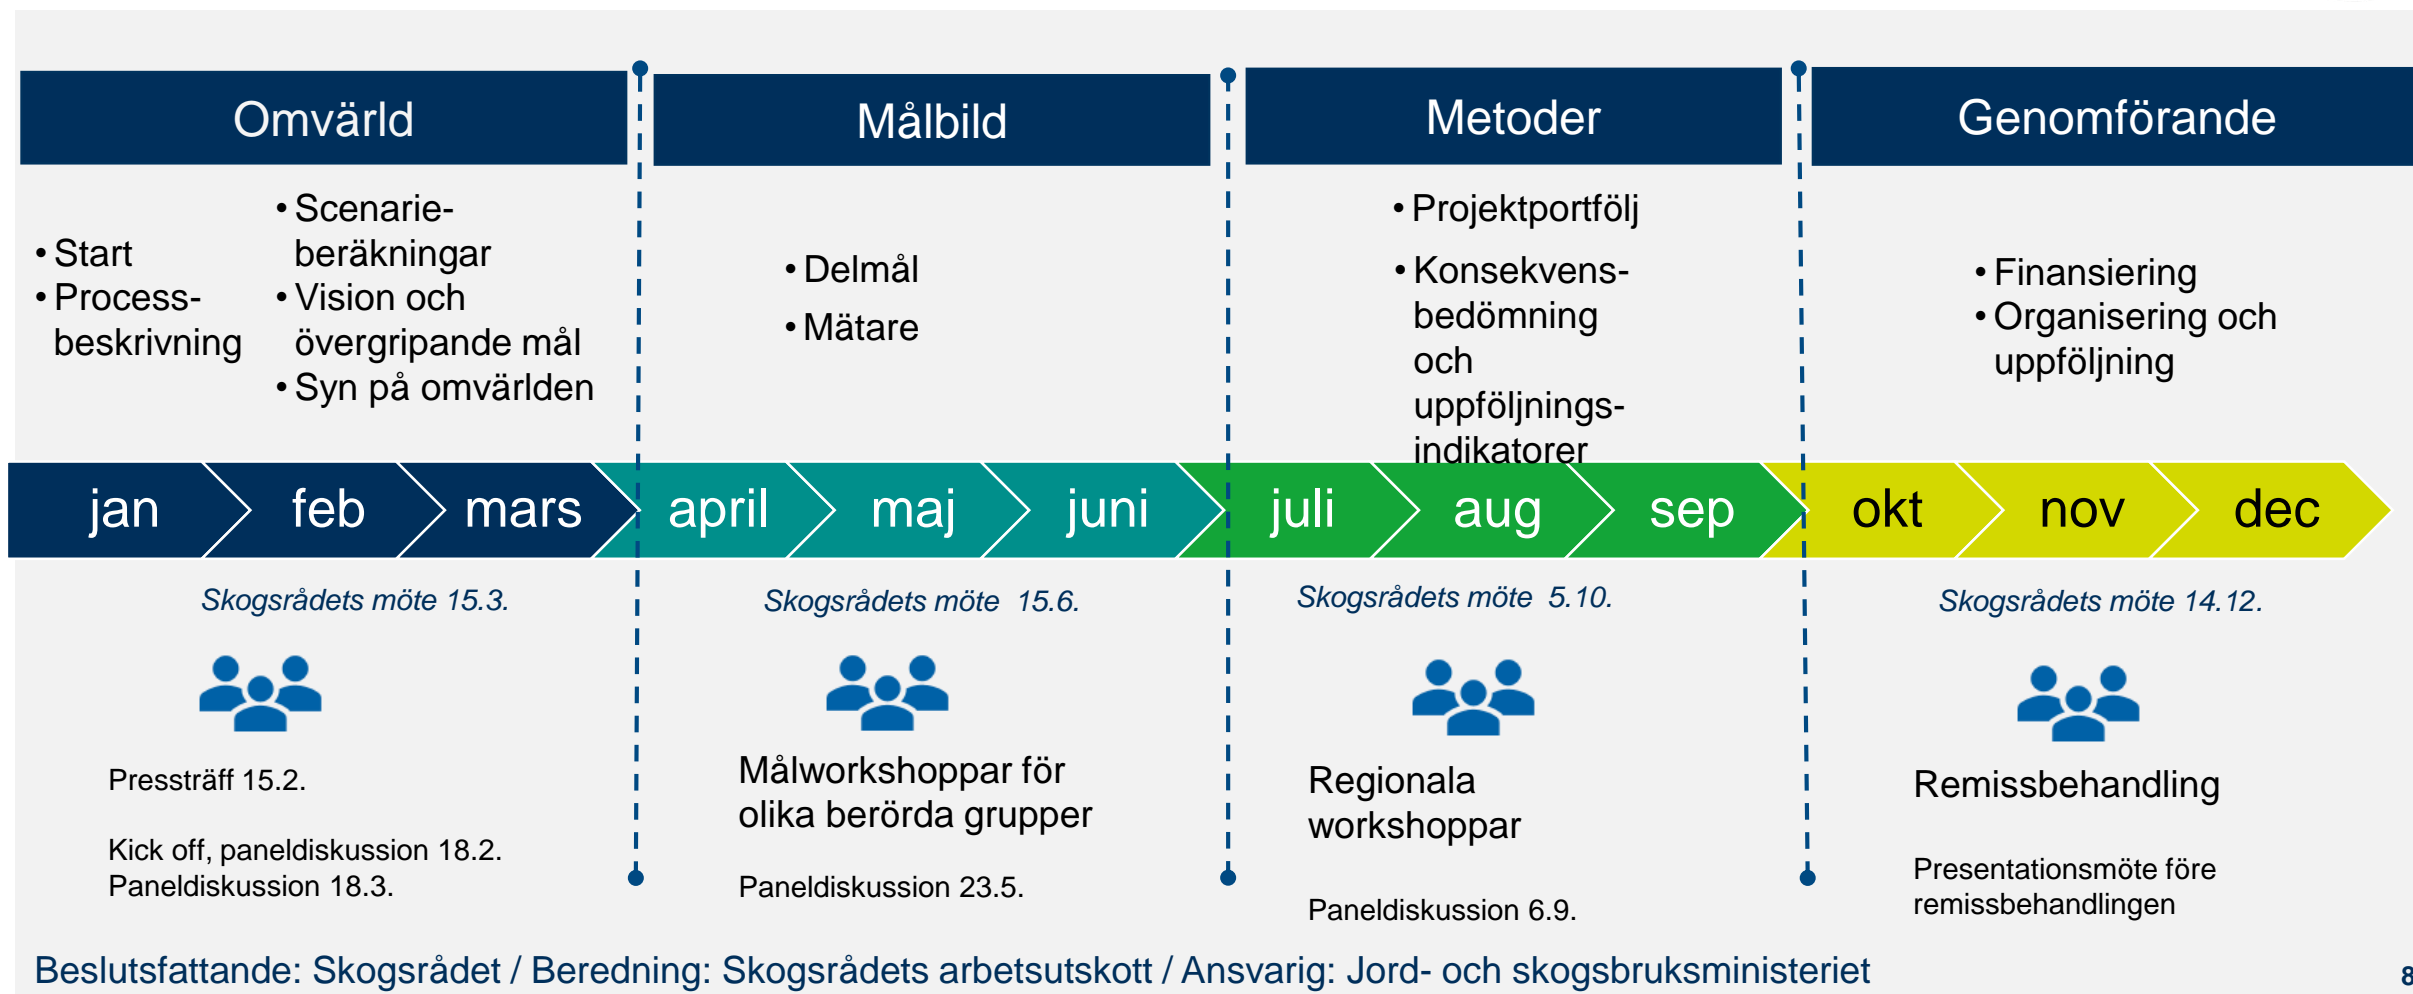 Omvärld
Målbild
Metoder
Genomförande
• Start
• Process-
beskrivning
• Scenarie-
beräkningar
• Vision och
övergripande mål
• Syn på omvärlden
• Delmål
• Mätare
• Projektportfölj
• Konsekvens-
bedömning
och
uppföljnings-
indikatorer
• Finansiering
• Organisering och
uppföljning
jan
feb
mars
april
maj
juni
juli
aug
sep
okt
nov
dec
Skogsrådets möte 15.3.
Skogsrådets möte 15.6.
Skogsrådets möte 5.10.
Skogsrådets möte 14.12.
Pressträff 15.2.
Kick off, paneldiskussion 18.2.
Paneldiskussion 18.3.
Målworkshoppar för
olika berörda grupper
Paneldiskussion 23.5.
Regionala
workshoppar
Paneldiskussion 6.9.
Remissbehandling
Presentationsmöte före
remissbehandlingen
Beslutsfattande: Skogsrådet / Beredning: Skogsrådets arbetsutskott / Ansvarig: Jord- och skogsbruksministeriet
8